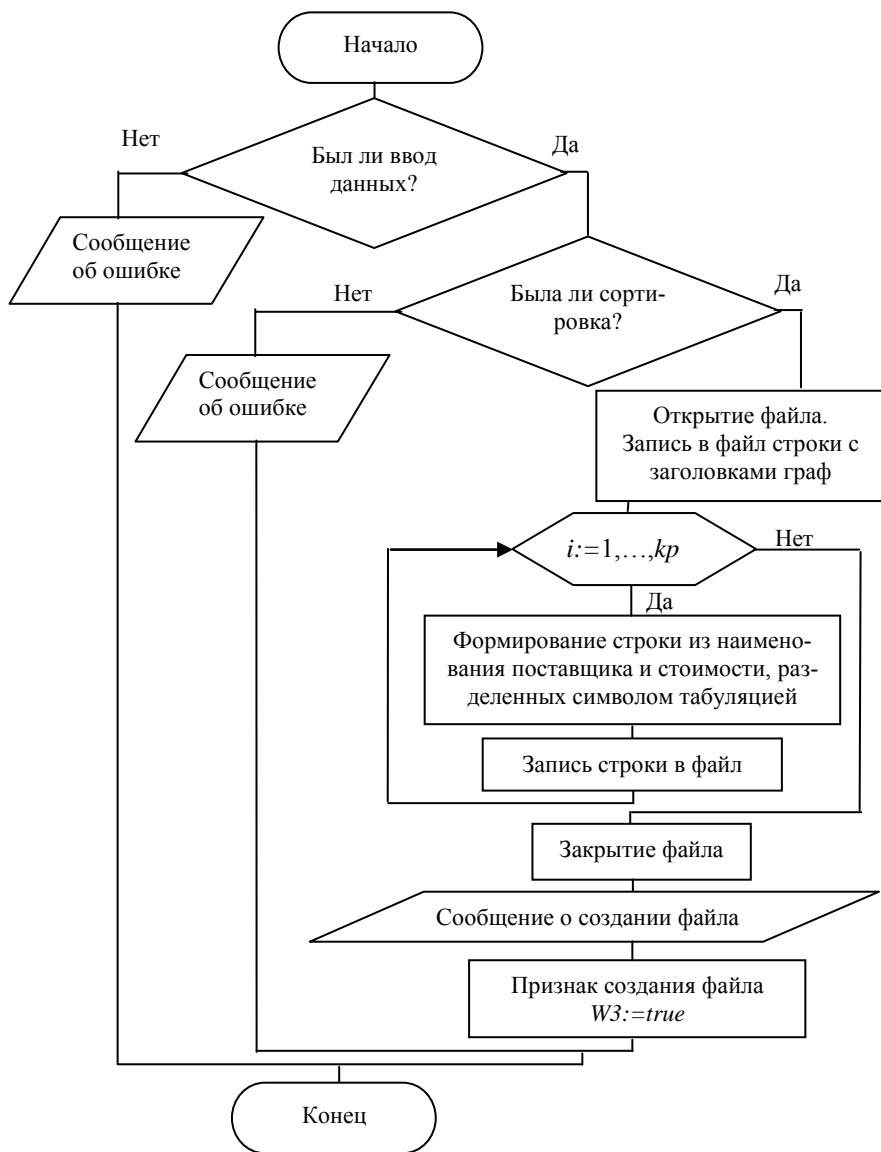 Начало
Нет
Да
Был ли ввод
данных?
Сообщение
об ошибке
Нет
Да
Была ли сорти-
ровка?
Сообщение
об ошибке
Открытие файла.
Запись в файл строки с
заголовками граф
i:=1,…,kp
Нет
Да
Формирование строки из наимено-
вания поставщика и стоимости, раз-
деленных символом табуляцией
Запись строки в файл
Закрытие файла
Сообщение о создании файла
Признак создания файла
W3:=true
Конец